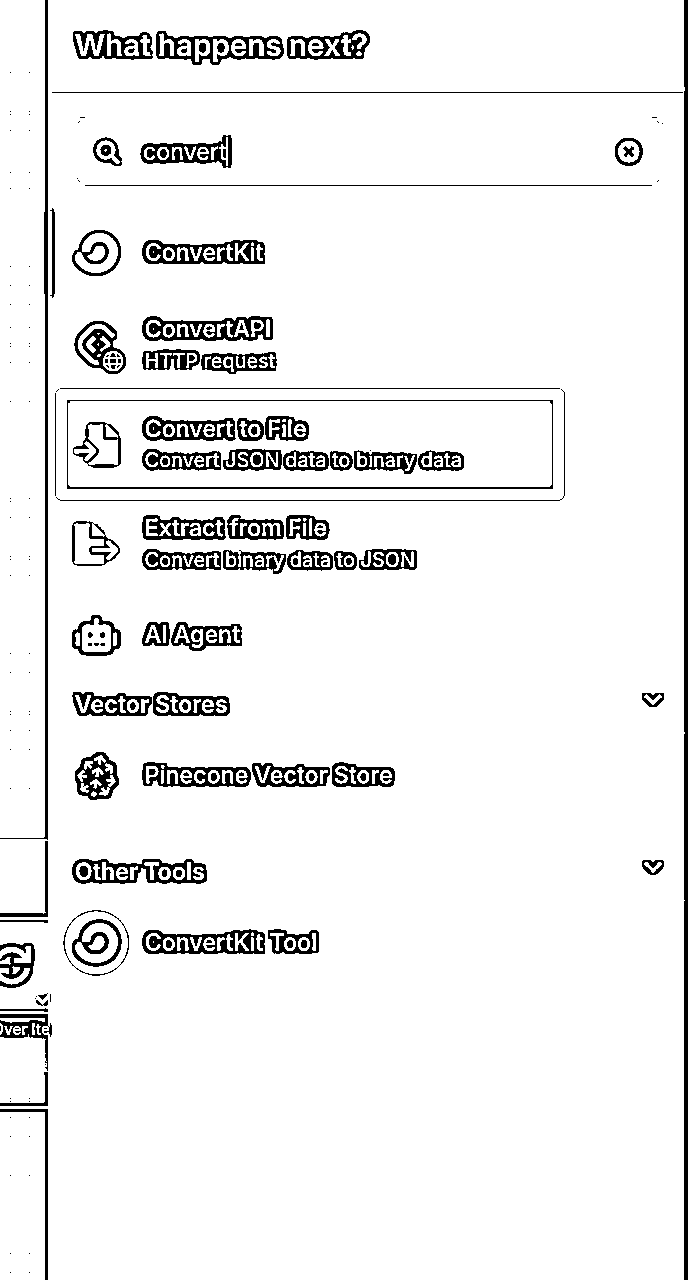 What happens next?
convert
ConvertKit
ConvertAPI
HTTP request
Convert to File
Convert JSON data to binary data
Extract from File
Convert binary data to JSON
AI Agent
Vector Stores
Pinecone Vector Store
Other Tools
ConvertKit Tool
Over Ite